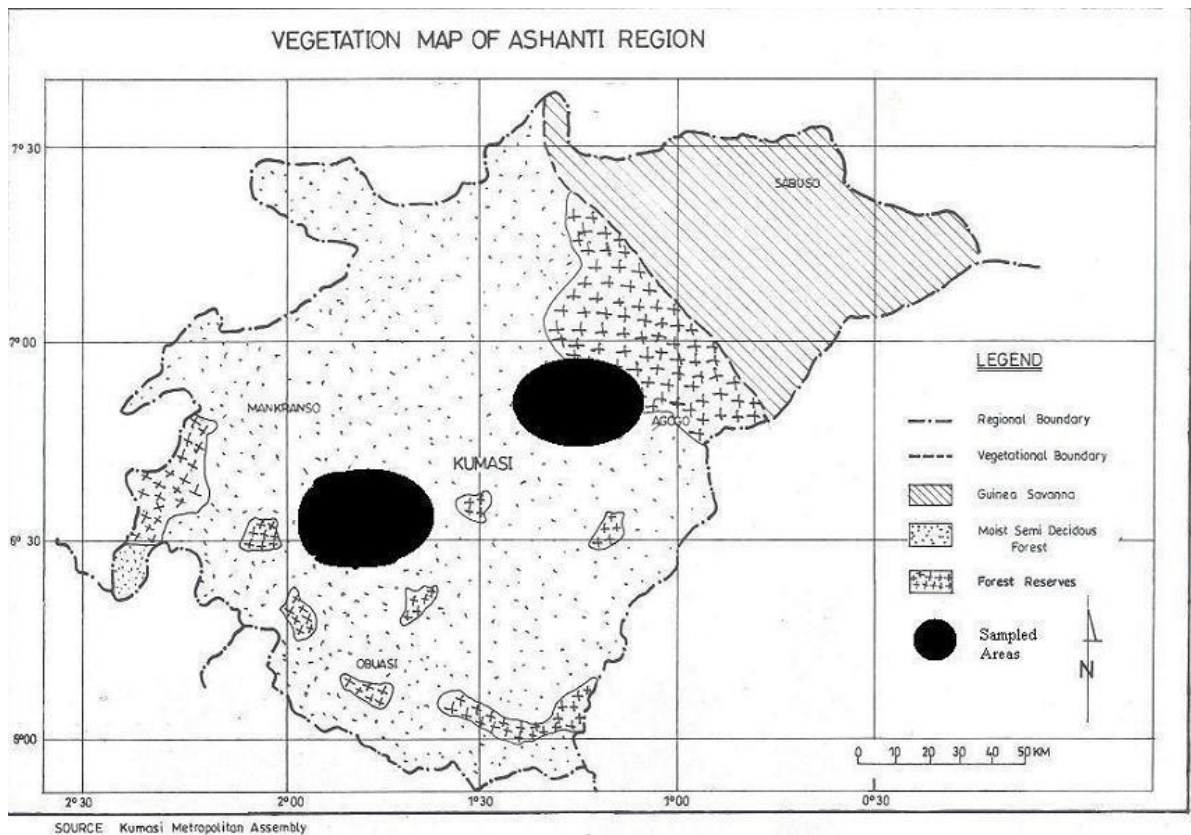 VEGETATION MAP OF ASHANTI REGION
7° 30
SABUSO
7° 00
LEGEND
MANKRANSO
AGOGO
Regional Boundary
KUMASI
Vegetational Boundary
Guinea Savanna
6° 30
Moist Semi Decidous
Forest
Forest Reserves
Sampled
Areas
N
OBUASI
6°00
0 10 20 30 40 50 KM
2° 30
2° 00
1° 30
1° 00
0° 30
SOURCE Kumasi Metropolitan Assembly